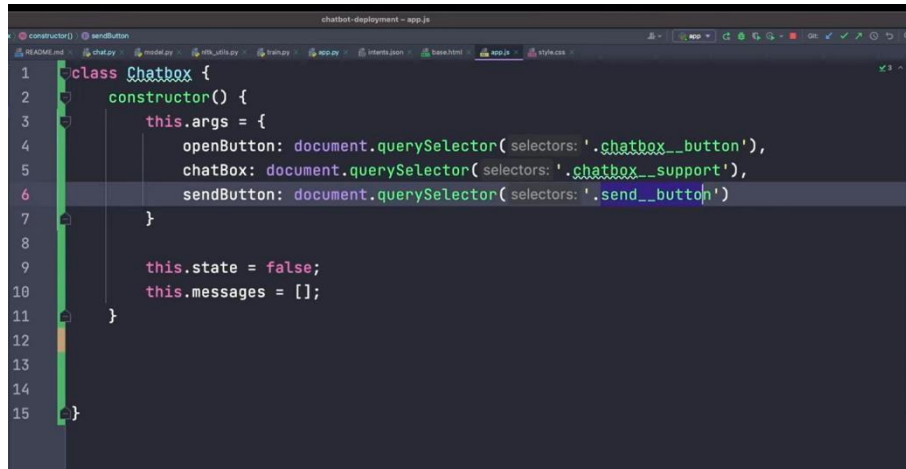 chatbot-deployment – app.js
constructor() sendButton
app Git:
README.md chat.py model.py nltk_utils.py train.py app.py intents.json base.html app.js style.css
1 class Chatbox { 3
2 constructor() {
3 this.args = {
4 openButton: document.querySelector( selectors: '.chatbox__button'),
5 chatBox: document.querySelector( selectors: '.chatbox__support'),
6 sendButton: document.querySelector( selectors: '.send__button')
7 }
8
9 this.state = false;
10 this.messages = [];
11 }
12
13
14
15 }